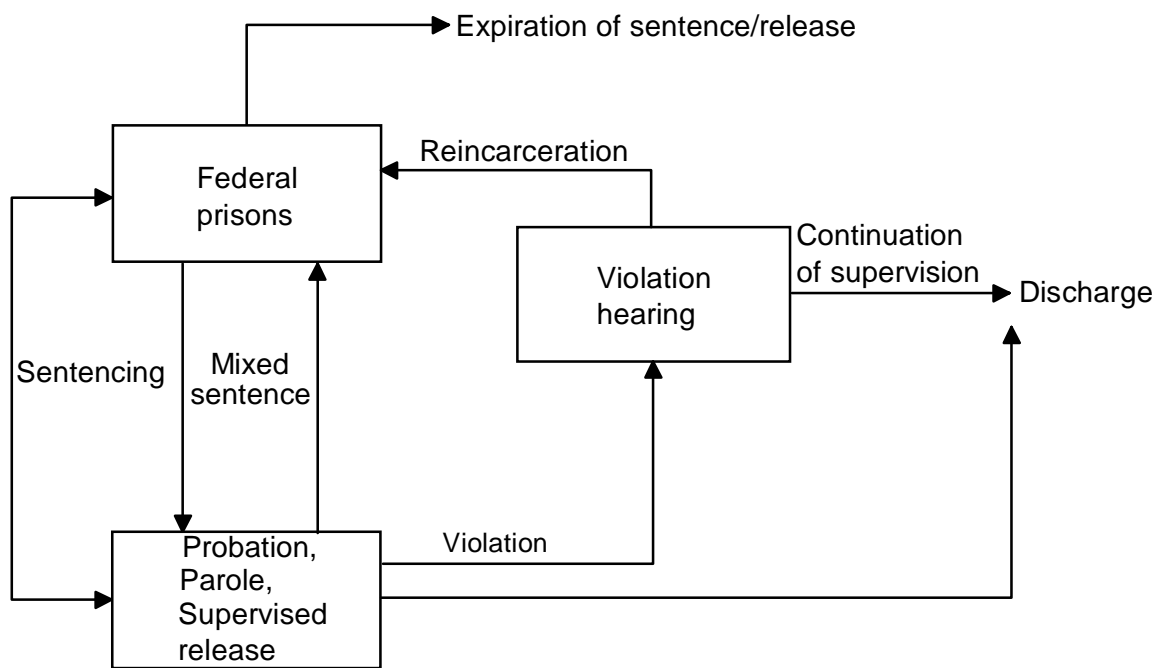 Expiration of sentence/release
Reincarceration
Federal
prisons
Continuation
of supervision
Violation
hearing
Discharge
Sentencing
Mixed
sentence
Violation
Probation,
Parole,
Supervised
release